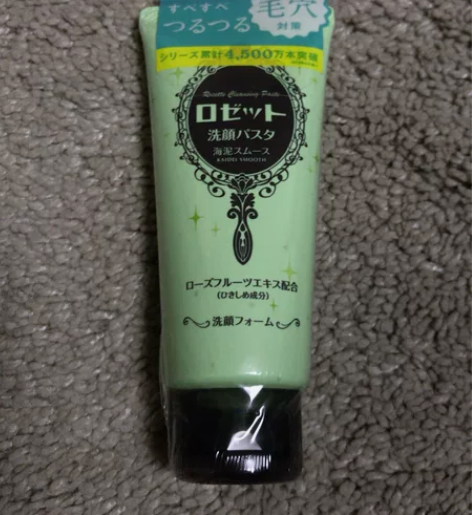 すべすべ
つるつる
毛穴
対策
シリーズ累計4,500万本突破
Rosette Cleansing Paste
ロゼット
洗顔パスタ
海泥スムース
KAIDEI SMOOTH
ローズフルーツエキス配合
(ひきしめ成分)
洗顔フォーム